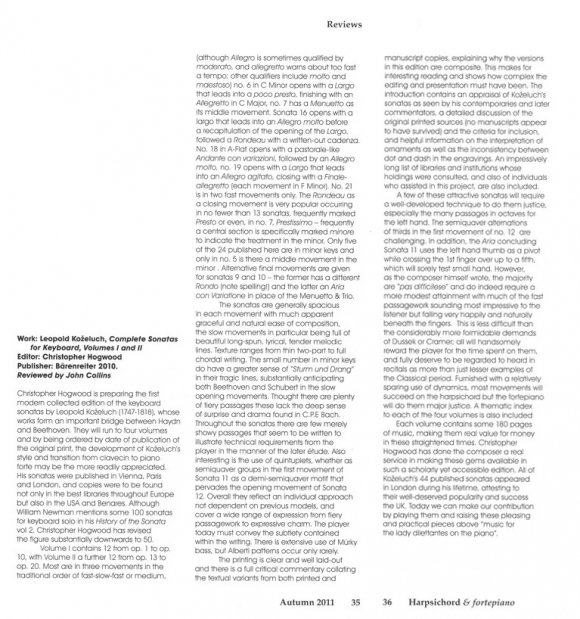 Reviews
Work: Leopold Koželuch, Complete Sonatas
for Keyboard, Volumes I and II
Editor: Christopher Hogwood
Publisher: Bärenreiter 2010.
Reviewed by John Collins
Christopher Hogwood is preparing the first
modern collected edition of the keyboard
sonatas by Leopold Koželuch (1747-1818), whose
works form an important bridge between Haydn
and Beethoven. They will run to four volumes
and by being ordered by date of publication of
the original print, the development of Koželuch's
style and transition from clavecin to piano
forte may be the more readily appreciated.
His sonatas were published in Vienna, Paris
and London, and copies were to be found
not only in the best libraries throughout Europe
but also in the USA and Benares. Although
William Newman mentions some 100 sonatas
for keyboard solo in his History of the Sonata
vol 2, Christopher Hogwood has revised
the figure substantially downwards to 50.
Volume I contains 12 from op. 1 to op.
10, with Volume II a further 12 from op. 13 to
op. 20. Most are in three movements in the
traditional order of fast-slow-fast or medium,
(although Allegro is sometimes qualified by
moderato, and allegretto warns about too fast
a tempo; other qualifiers include molto and
maestoso) no. 6 in C Minor opens with a Largo
that leads into a poco presto, finishing with an
Allegretto in C Major, no. 7 has a Menuetto as
its middle movement. Sonata 16 opens with a
largo that leads into an Allegro molto before
a recapitulation of the opening of the Largo,
followed a Rondeau with a written-out cadenza.
No. 18 in A-Flat opens with a pastorale-like
Andante con variazioni, followed by an Allegro
molto, no. 19 opens with a Largo that leads
into an Allegro agitato, closing with a Finale-
allegretto (each movement in F Minor). No. 21
is in two fast movements only. The Rondeau as
a closing movement is very popular occurring
in no fewer than 13 sonatas, frequently marked
Presto or even, in no. 7, Prestissimo – frequently
a central section is specifically marked minore
to indicate the treatment in the minor. Only five
of the 24 published here are in minor keys and
only in no. 5 is there a middle movement in the
minor . Alternative final movements are given
for sonatas 9 and 10 – the former has a different
Rondo (note spelling!) and the latter an Aria
con Variatione in place of the Menuetto & Trio.
The sonatas are generally spacious
in each movement with much apparent
graceful and natural ease of composition,
the slow movements in particular being full of
beautiful long-spun, lyrical, tender melodic
lines. Texture ranges from thin two-part to full
chordal writing. The small number in minor keys
do have a greater sense of "Sturm und Drang"
in their tragic lines, substantially anticipating
both Beethoven and Schubert in the slow
opening movements. Thought there are plenty
of fiery passages these lack the deep sense
of surprise and drama found in C.P.E Bach.
Throughout the sonatas there are few merely
showy passages that seem to be written to
illustrate technical requirements from the
player in the manner of the later étude. Also
interesting is the use of quintuplets, whether as
semiquaver groups in the first movement of
Sonata 11 as a demi-semiquaver motif that
pervades the opening movement of Sonata
12. Overall they reflect an individual approach
not dependent on previous models, and
cover a wide range of expression from fiery
passagework to expressive charm. The player
today must convey the subtlety contained
within the writing. There is extensive use of Mürky
bass, but Alberti patterns occur only rarely.
The printing is clear and well laid-out
and there is a full critical commentary collating
the textual variants from both printed and
manuscript copies, explaining why the versions
in this edition are composite. This makes for
interesting reading and shows how complex the
editing and presentation must have been. The
introduction contains an appraisal of Koželuch's
sonatas as seen by his contemporaries and later
commentators, a detailed discussion of the
original printed sources (no manuscripts appear
to have survived) and the criteria for inclusion,
and helpful information on the interpretation of
ornaments as well as the inconsistency between
dot and dash in the engravings. An impressively
long list of libraries and institutions whose
holdings were consulted, and also of individuals
who assisted in this project, are also included.
A few of these attractive sonatas will require
a well-developed technique to do them justice,
especially the many passages in octaves for
the left hand. The semiquaver alternations
of thirds in the first movement of no. 12 are
challenging. In addition, the Aria concluding
Sonata 11 uses the left hand thumb as a pivot
while crossing the 1st finger over up to a fifth,
which will sorely test small hand. However,
as the composer himself wrote, the majority
are "pas difficilese" and do indeed require a
more modest attainment with much of the fast
passagework sounding most impressive to the
listener but falling very happily and naturally
beneath the fingers. This is less difficult than
the considerably more formidable demands
of Dussek or Cramer; all will handsomely
reward the player for the time spent on them,
and fully deserve to be regarded to heard in
recitals as more than just lesser examples of
the Classical period. Furnished with a relatively
sparing use of dynamics, most movements will
succeed on the harpsichord but the fortepiano
will do them major justice. A thematic index
to each of the four volumes is also included
Each volume contains some 180 pages
of music, making them real value for money
in these straightened times. Christopher
Hogwood has done the composer a real
service in making these gems available in
such a scholarly yet accessible edition. All of
Koželuch's 44 published sonatas appeared
in London during his lifetime, attesting to
their well-deserved popularity and success
the UK. Today we can make our contribution
by playing them and raising these pleasing
and practical pieces above "music for
the lady dilettantes on the piano".
Autumn 2011 35 36 Harpsichord & fortepiano